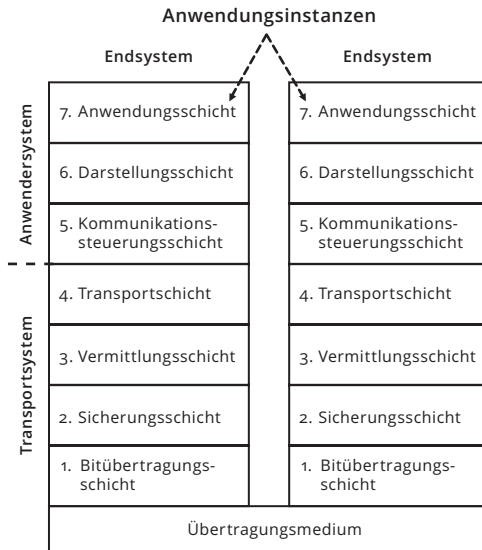 Anwendungsinstanzen
Endsystem
Endsystem
Anwendersystem
Transportsystem
7. Anwendungsschicht
6. Darstellungsschicht
5. Kommunikations-
steuerungsschicht
4. Transportschicht
3. Vermittlungsschicht
2. Sicherungsschicht
1. Bitübertragungs-
schicht
7. Anwendungsschicht
6. Darstellungsschicht
5. Kommunikations-
steuerungsschicht
4. Transportschicht
3. Vermittlungsschicht
2. Sicherungsschicht
1. Bitübertragungs-
schicht
Übertragungsmedium